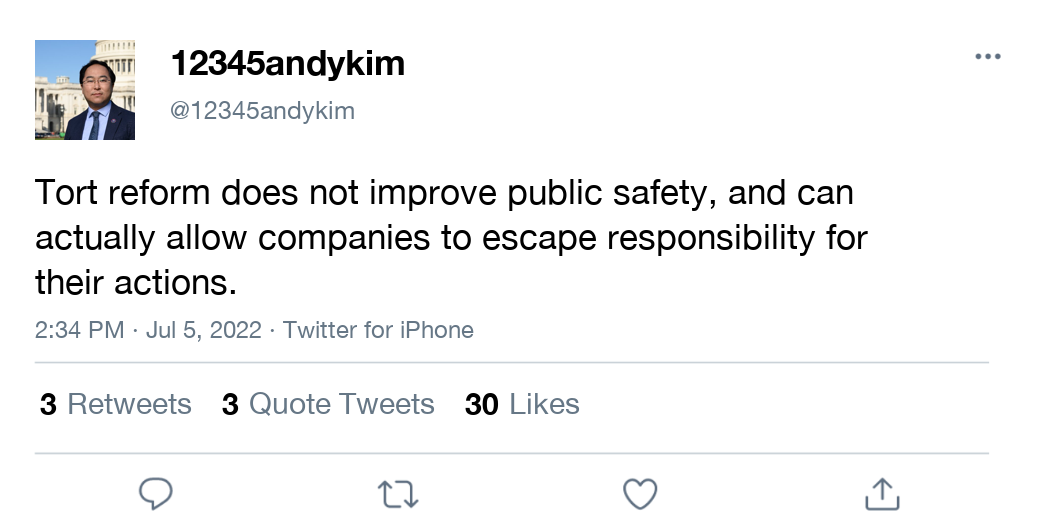 12345andykim
@12345andykim
Tort reform does not improve public safety, and can
actually allow companies to escape responsibility for
their actions.
2:34 PM · Jul 5, 2022 · Twitter for iPhone
3 Retweets 3 Quote Tweets 30 Likes